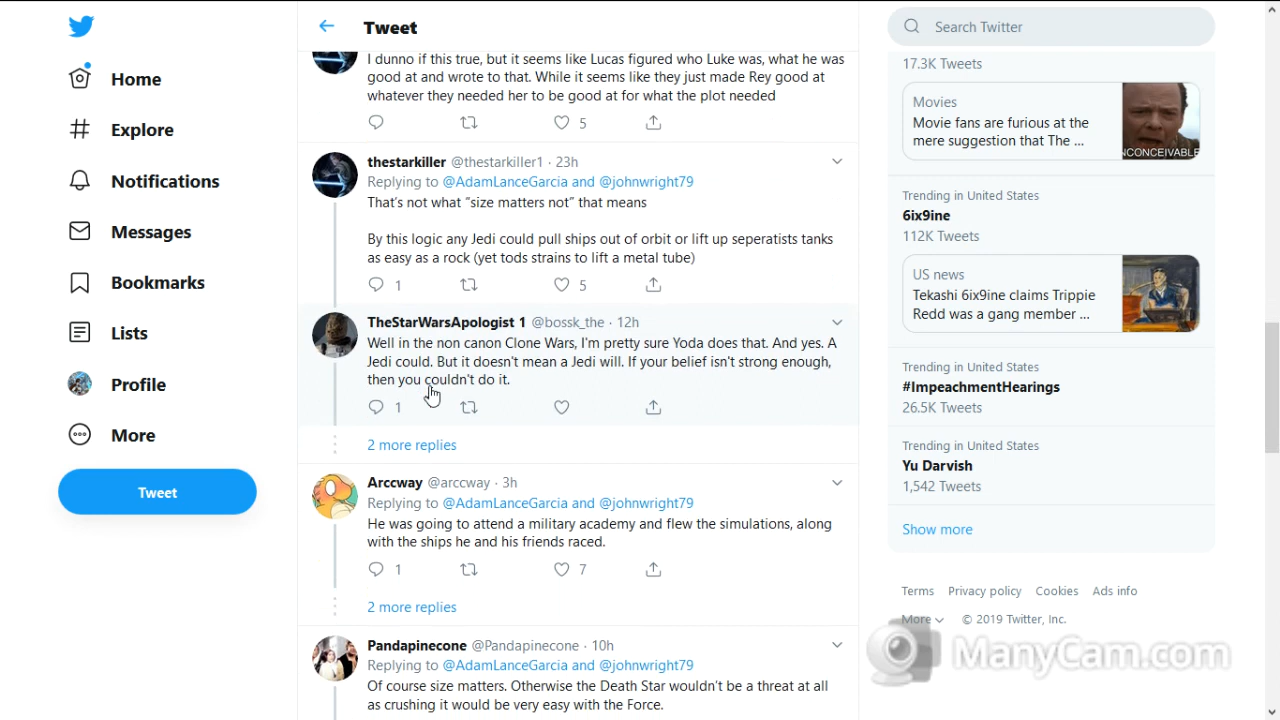 Tweet
I dunno if this true, but it seems like Lucas figured who Luke was, what he was
good at and wrote to that. While it seems like they just made Rey good at
whatever they needed her to be good at for what the plot needed
5
thestarkiller @thestarkiller1 · 23h
Replying to @AdamLanceGarcia and @johnwright79
That's not what "size matters not" that means
By this logic any Jedi could pull ships out of orbit or lift up seperatists tanks
as easy as a rock (yet tods strains to lift a metal tube)
1 5
TheStarWarsApologist 1 @bossk_the · 12h
Well in the non canon Clone Wars, I'm pretty sure Yoda does that. And yes. A
Jedi could. But it doesn't mean a Jedi will. If your belief isn't strong enough,
then you couldn't do it.
1
2 more replies
Arccway @arccway · 3h
Replying to @AdamLanceGarcia and @johnwright79
He was going to attend a military academy and flew the simulations, along
with the ships he and his friends raced.
1 7
2 more replies
Pandapinecone @Pandapinecone · 10h
Replying to @AdamLanceGarcia and @johnwright79
Of course size matters. Otherwise the Death Star wouldn't be a threat at all
as crushing it would be very easy with the Force.
Home
Explore
Notifications
Messages
Bookmarks
Lists
Profile
More
Tweet
Search Twitter
17.3K Tweets
Movies
Movie fans are furious at the
mere suggestion that The ...
NCONCEIVABLE
Trending in United States
6ix9ine
112K Tweets
US news
Tekashi 6ix9ine claims Trippie
Redd was a gang member ...
Trending in United States
#ImpeachmentHearings
26.5K Tweets
Trending in United States
Yu Darvish
1,542 Tweets
Show more
Terms Privacy policy Cookies Ads info
More © 2019 Twitter, Inc.
ManyCam.com